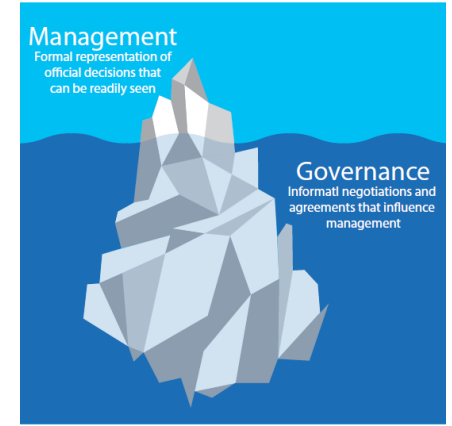 Management
Formal representation of
official decisions that
can be readily seen
Governance
Informatl negotiations and
agreements that influence
management